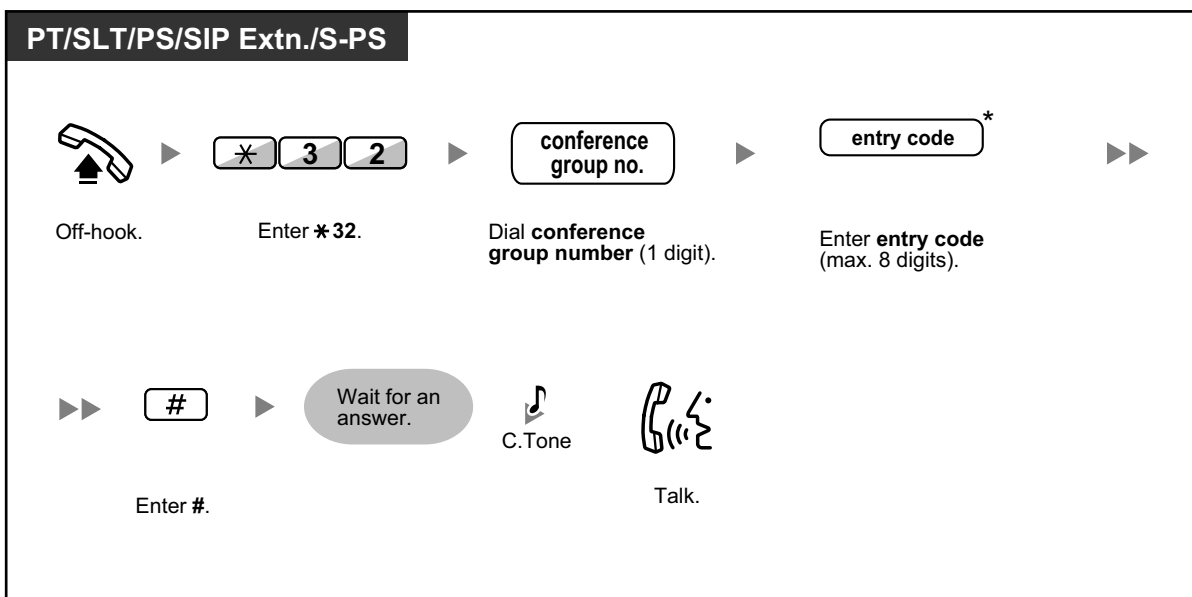 PT/SLT/PS/SIP Extn./S-PS
* 3 2
conference
group no.
entry code
*
Off-hook.
Enter *32.
Dial conference
group number (1 digit).
Enter entry code
(max. 8 digits).
#
Wait for an
answer.
C.Tone
Enter #.
Talk.